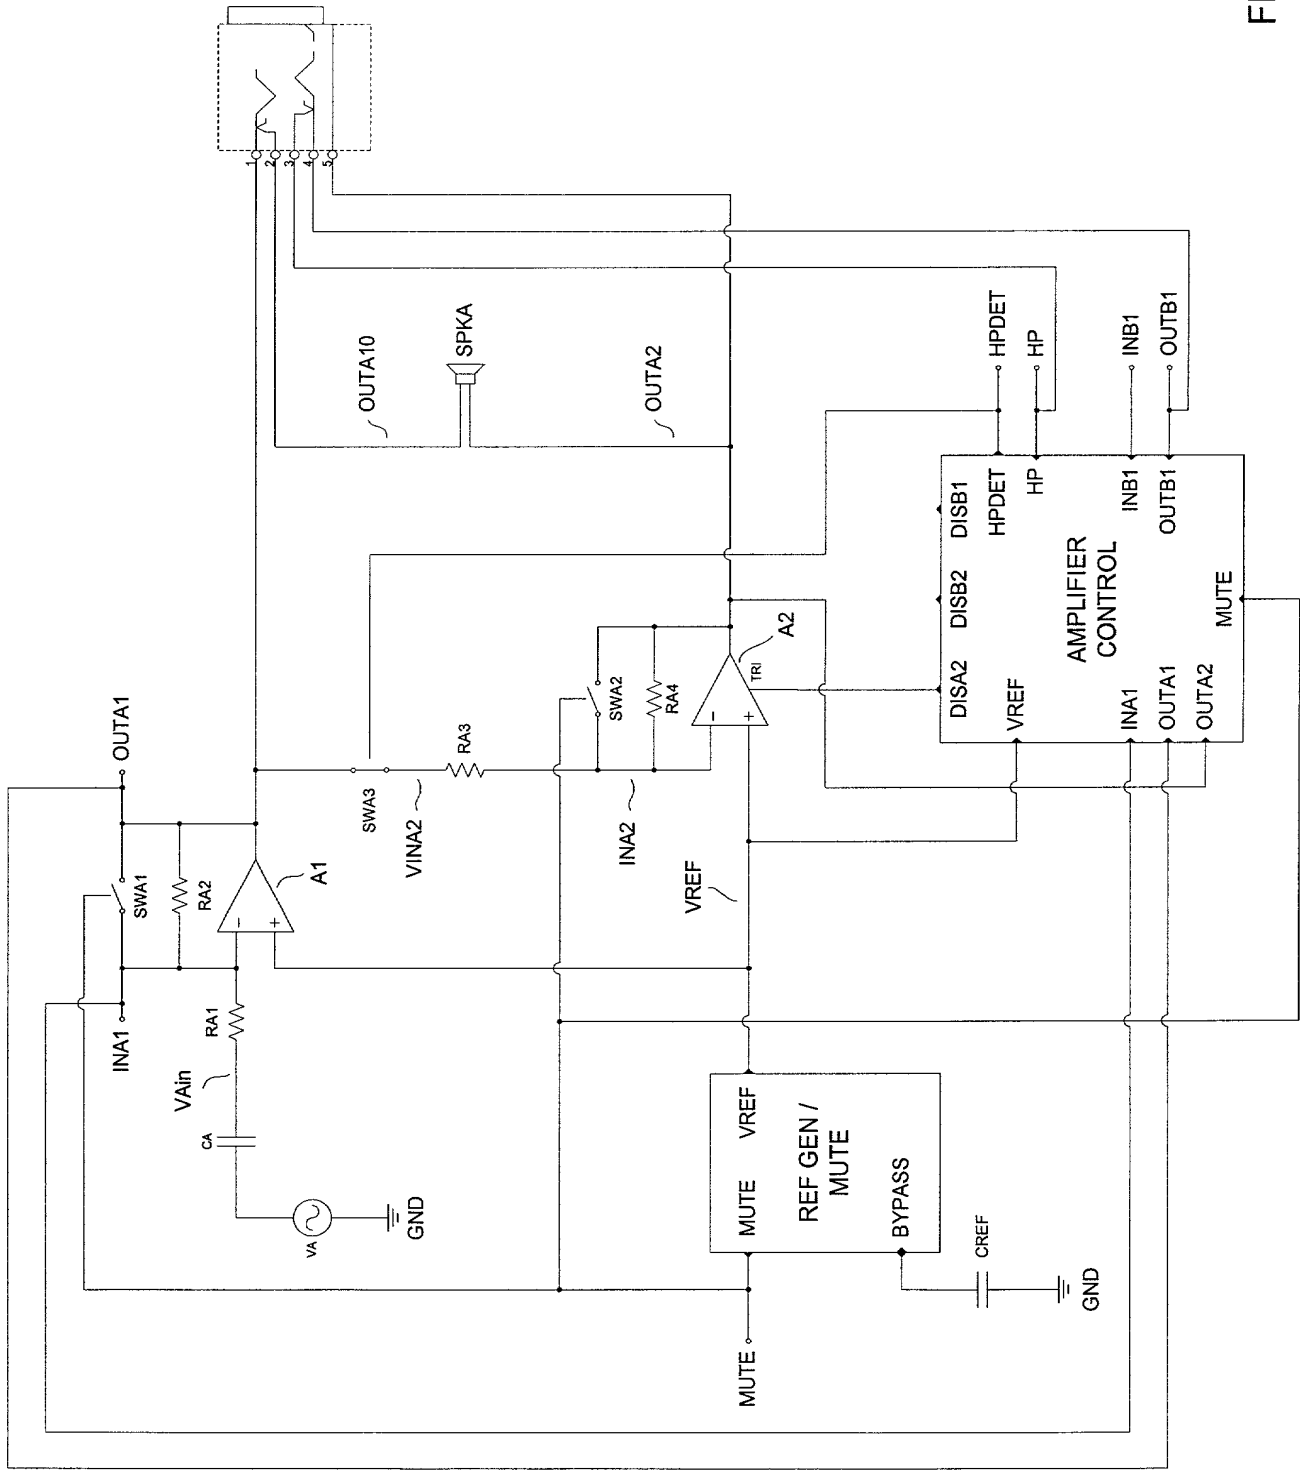 FI
1
2
3
4
5
OUTA10
SPKA
OUTA2
HPDET
HP
INB1
OUTB1
OUTA1
SWA1
RA2
A1
INA1
RA1
VAin
CA
VA
GND
SWA3
VINA2
RA3
INA2
SWA2
RA4
A2
TRI
−
+
−
+
VREF
DISA2
DISB2
DISB1
HPDET
HP
INB1
OUTB1
VREF
INA1
OUTA1
OUTA2
MUTE
AMPLIFIER
CONTROL
MUTE
VREF
REF GEN /
MUTE
BYPASS
CREF
GND
MUTE